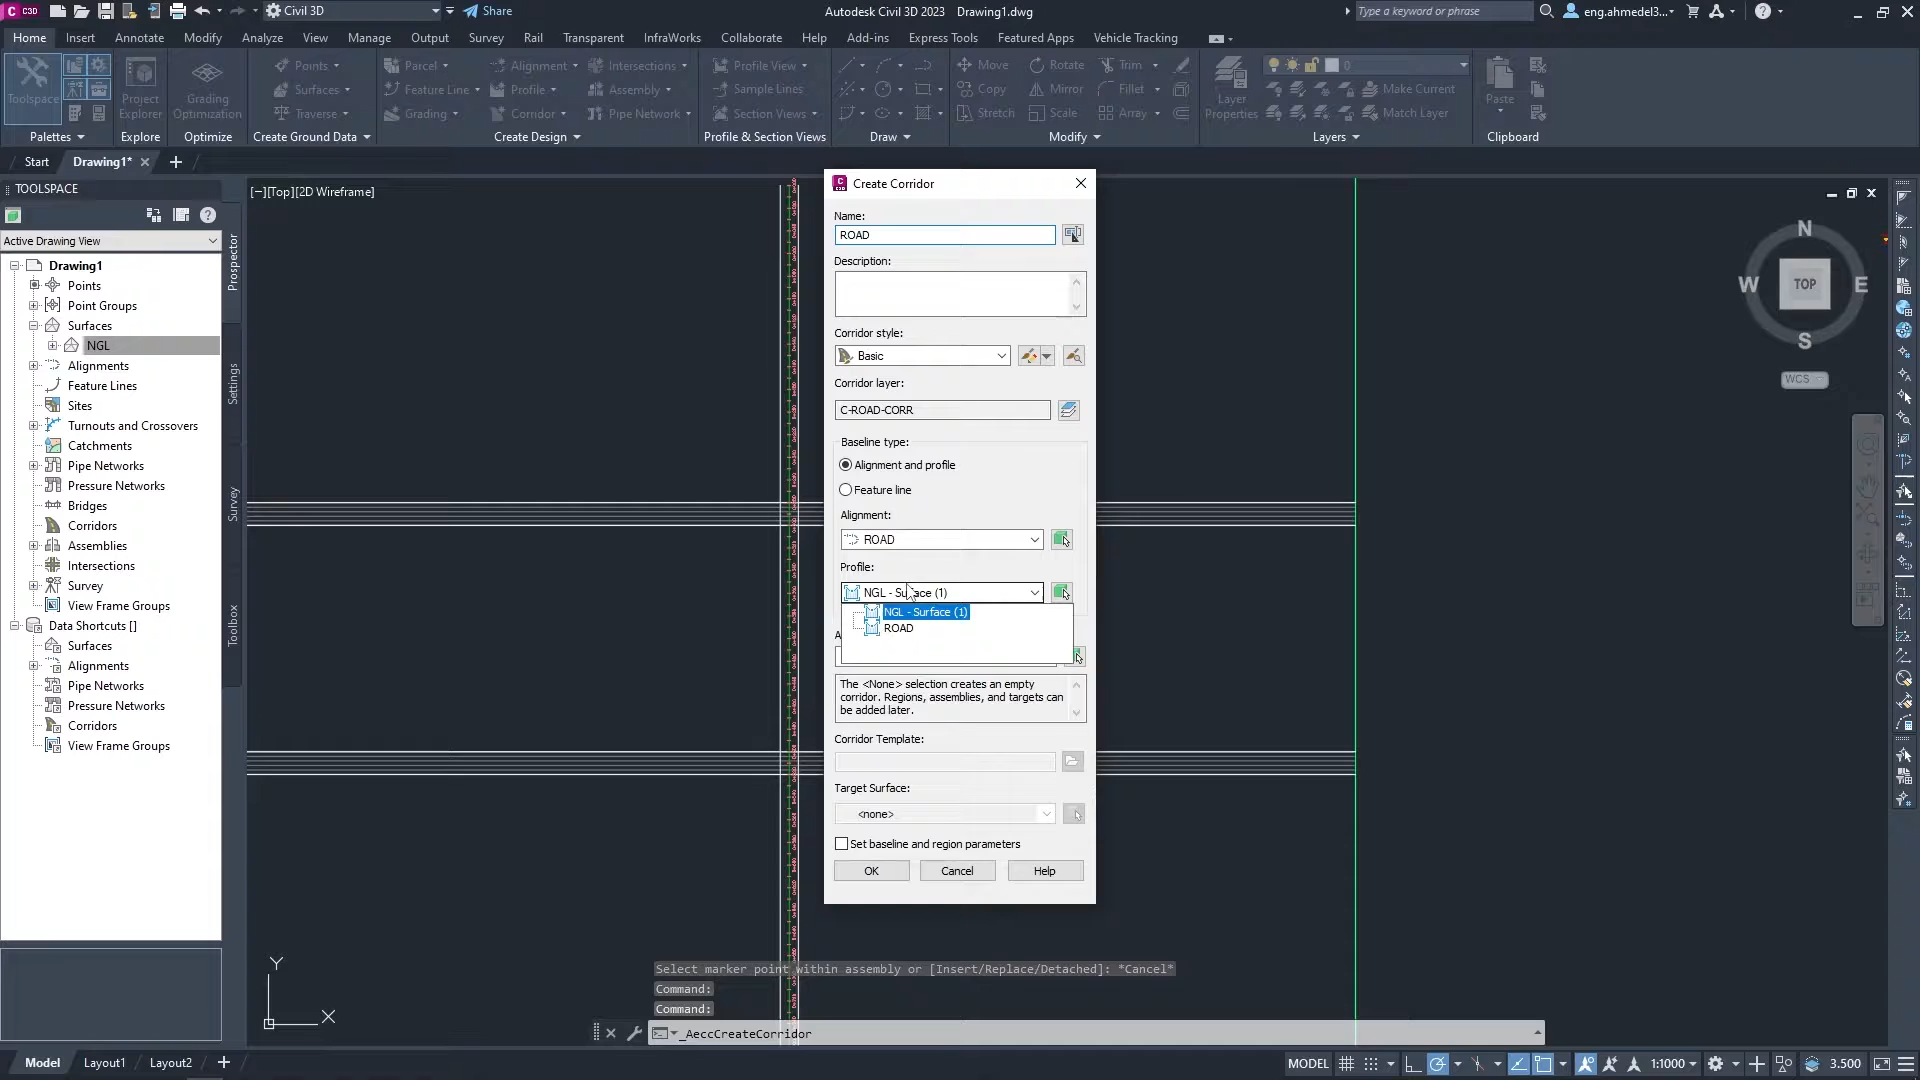 C3D
Civil 3D
Share
Autodesk Civil 3D 2023 Drawing1.dwg
Type a keyword or phrase
eng.ahmedel3...
Home Insert Annotate Modify Analyze View Manage Output Survey Rail Transparent InfraWorks Collaborate Help Add-ins Express Tools Featured Apps Vehicle Tracking
Toolspace
Palettes
Project Explorer
Explore
Grading Optimization
Optimize
Points
Surfaces
Traverse
Create Ground Data
Parcel
Feature Line
Grading
Alignment
Profile
Corridor
Intersections
Assembly
Pipe Network
Create Design
Profile View
Sample Lines
Section Views
Profile & Section Views
Draw
Move
Copy
Stretch
Rotate
Mirror
Scale
Trim
Fillet
Array
Modify
Layer Properties
0
Make Current
Match Layer
Layers
Paste
Clipboard
Start
Drawing1*
TOOLSPACE
Active Drawing View
Drawing1
Points
Point Groups
Surfaces
NGL
Alignments
Feature Lines
Sites
Turnouts and Crossovers
Catchments
Pipe Networks
Pressure Networks
Bridges
Corridors
Assemblies
Intersections
Survey
View Frame Groups
Data Shortcuts []
Surfaces
Alignments
Pipe Networks
Pressure Networks
Corridors
View Frame Groups
Prospector
Settings
Survey
Toolbox
[−][Top][2D Wireframe]
Create Corridor
Name:
ROAD
Description:
Corridor style:
Basic
Corridor layer:
C-ROAD-CORR
Baseline type:
Alignment and profile
Feature line
Alignment:
ROAD
Profile:
NGL - Surface (1)
NGL - Surface (1)
ROAD
The <None> selection creates an empty
corridor. Regions, assemblies, and targets can
be added later.
Corridor Template:
Target Surface:
<none>
Set baseline and region parameters
OK Cancel Help
N
W TOP E
S
WCS
Y
X
Select marker point within assembly or [Insert/Replace/Detached]: *Cancel*
Command:
Command:
_AeccCreateCorridor
Model Layout1 Layout2
MODEL
1:1000
3.500